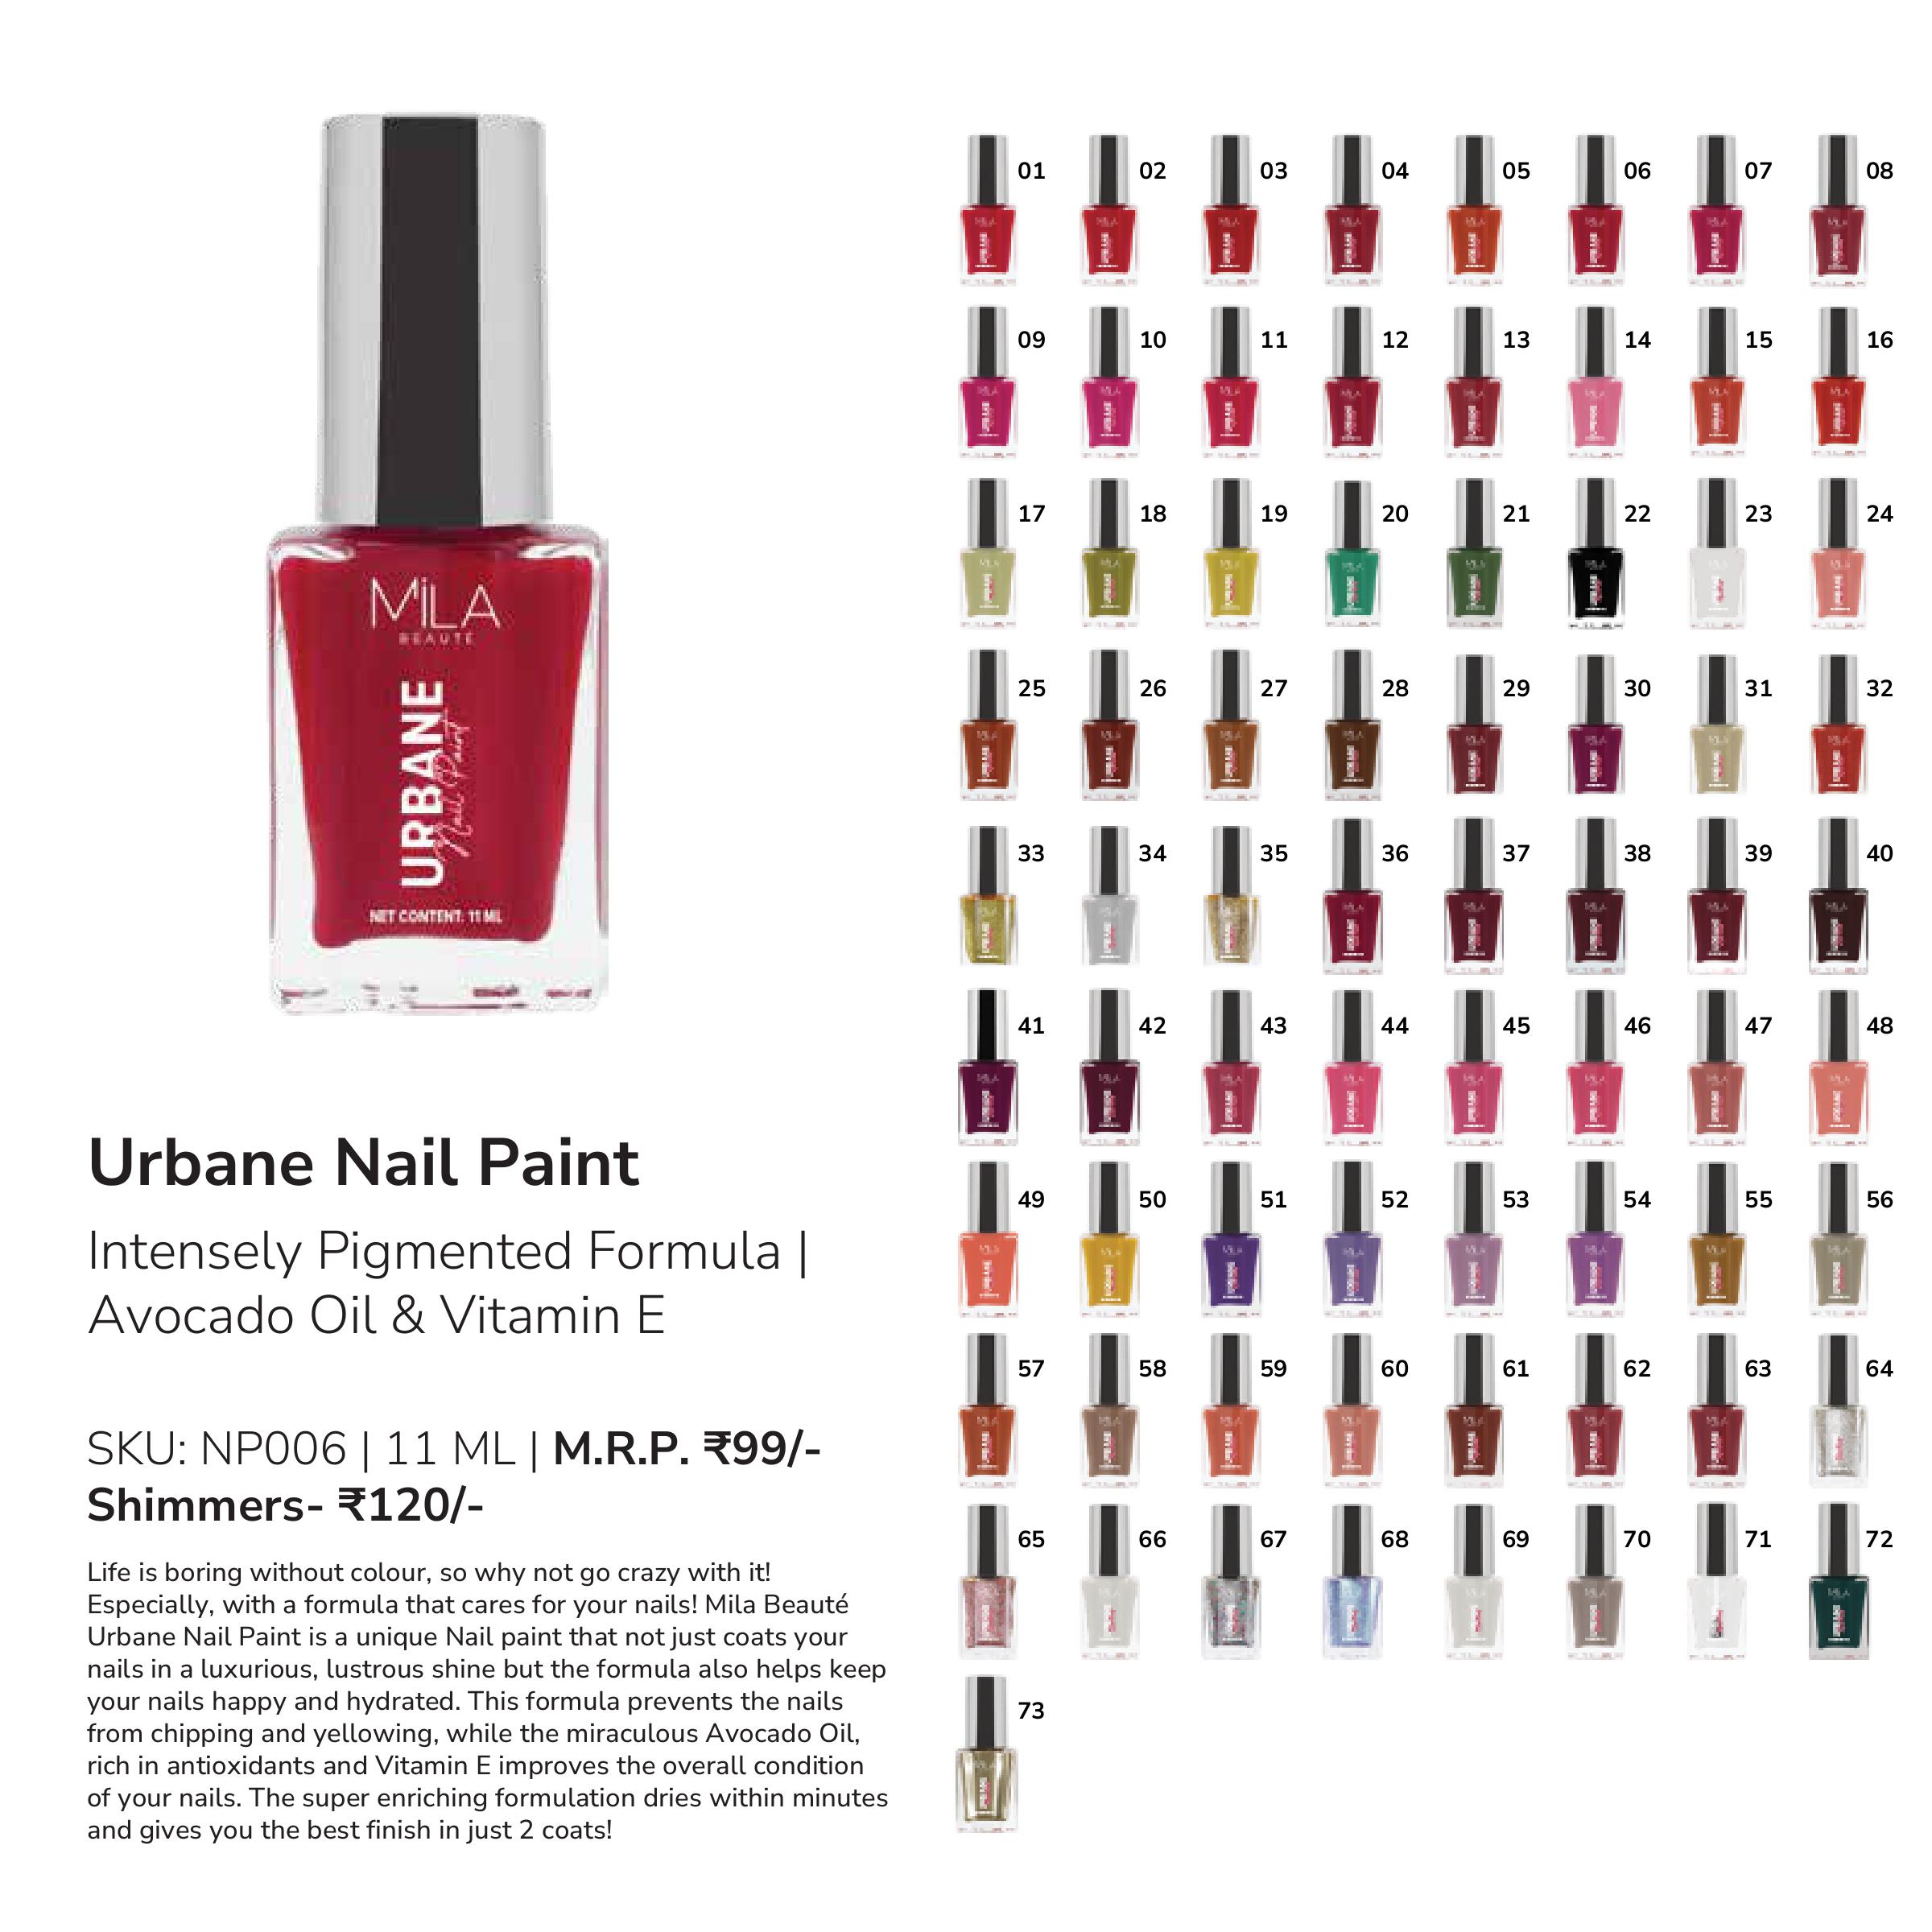 MiLA
BEAUTÉ
URBANE
Nail Paint
NET CONTENT: 11 ML
Urbane Nail Paint
Intensely Pigmented Formula |
Avocado Oil & Vitamin E
SKU: NP006 | 11 ML | M.R.P. ₹99/-
Shimmers- ₹120/-
Life is boring without colour, so why not go crazy with it!
Especially, with a formula that cares for your nails! Mila Beauté
Urbane Nail Paint is a unique Nail paint that not just coats your
nails in a luxurious, lustrous shine but the formula also helps keep
your nails happy and hydrated. This formula prevents the nails
from chipping and yellowing, while the miraculous Avocado Oil,
rich in antioxidants and Vitamin E improves the overall condition
of your nails. The super enriching formulation dries within minutes
and gives you the best finish in just 2 coats!
01 02 03 04 05 06 07 08
09 10 11 12 13 14 15 16
17 18 19 20 21 22 23 24
25 26 27 28 29 30 31 32
33 34 35 36 37 38 39 40
41 42 43 44 45 46 47 48
49 50 51 52 53 54 55 56
57 58 59 60 61 62 63 64
65 66 67 68 69 70 71 72
73